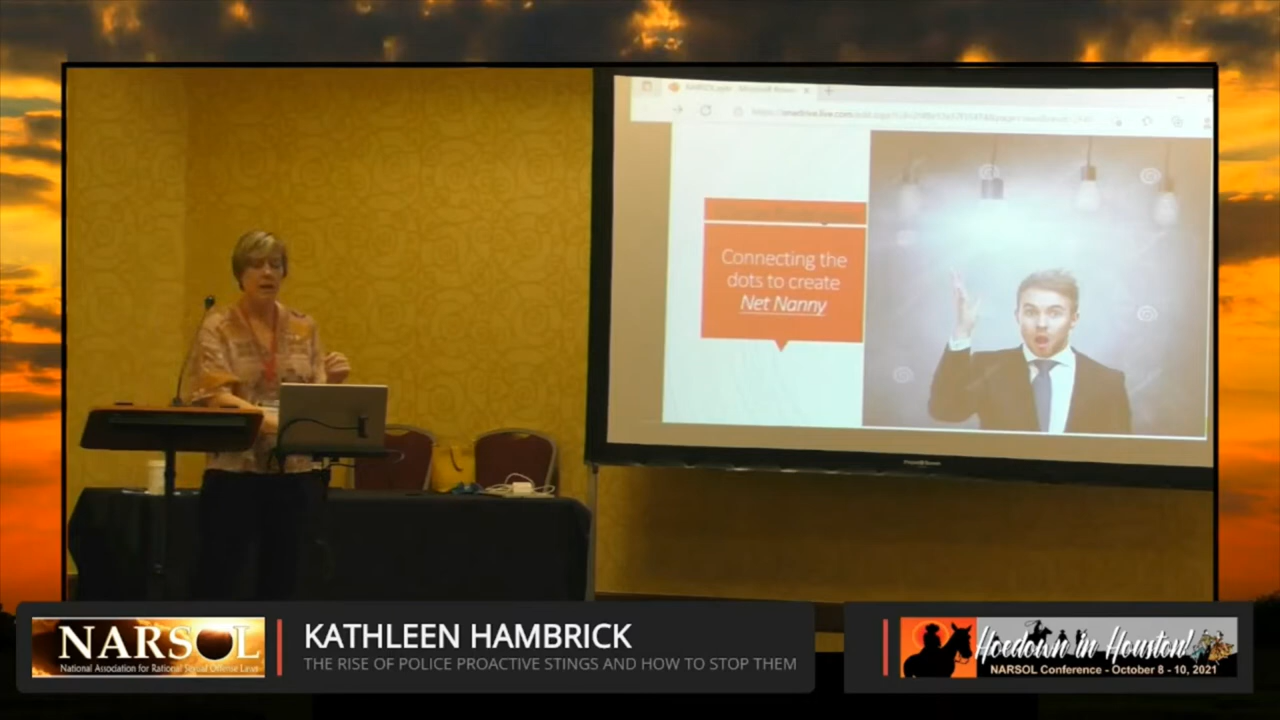 Connecting the
dots to create
Net Nanny
NARSOL
National Association for Rational Sexual Offense Laws
KATHLEEN HAMBRICK
THE RISE OF POLICE PROACTIVE STINGS AND HOW TO STOP THEM
Hoedown in Houston!
NARSOL Conference - October 8 - 10, 2021